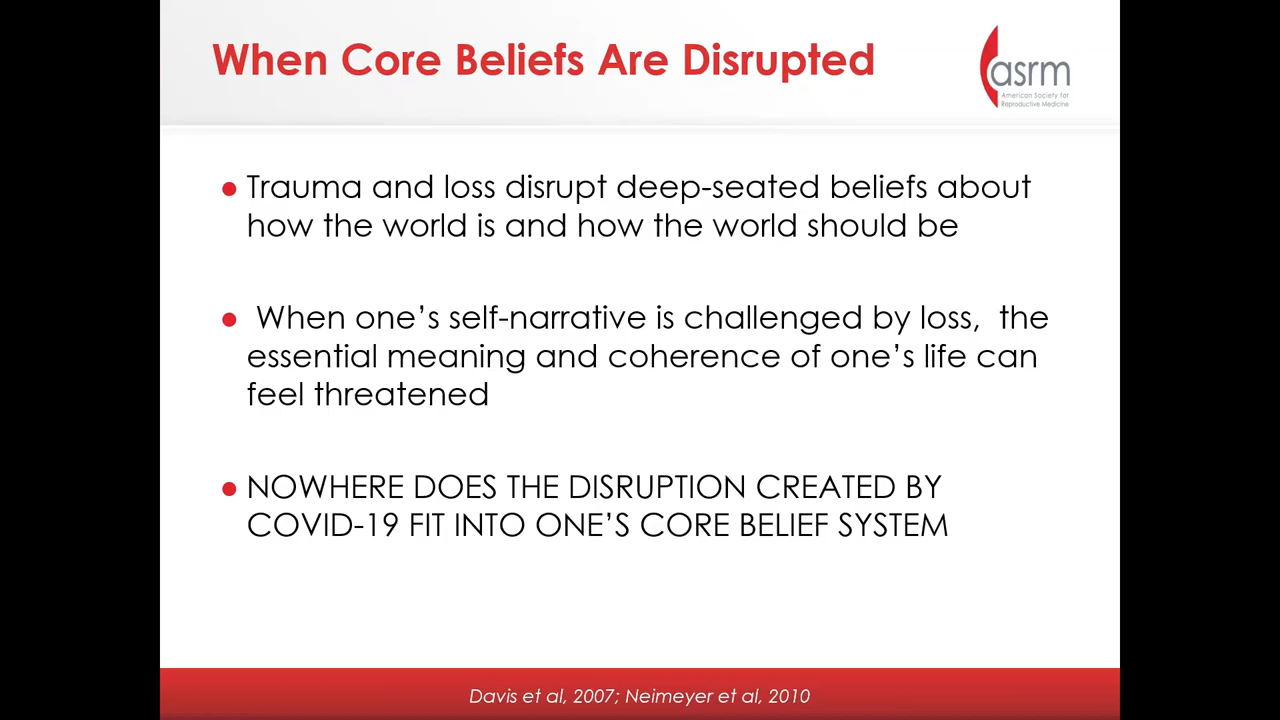 When Core Beliefs Are Disrupted
asrm
American Society for
Reproductive Medicine
● Trauma and loss disrupt deep-seated beliefs about
how the world is and how the world should be
● When one’s self-narrative is challenged by loss,  the
essential meaning and coherence of one’s life can
feel threatened
● NOWHERE DOES THE DISRUPTION CREATED BY
COVID-19 FIT INTO ONE’S CORE BELIEF SYSTEM
Davis et al, 2007; Neimeyer et al, 2010